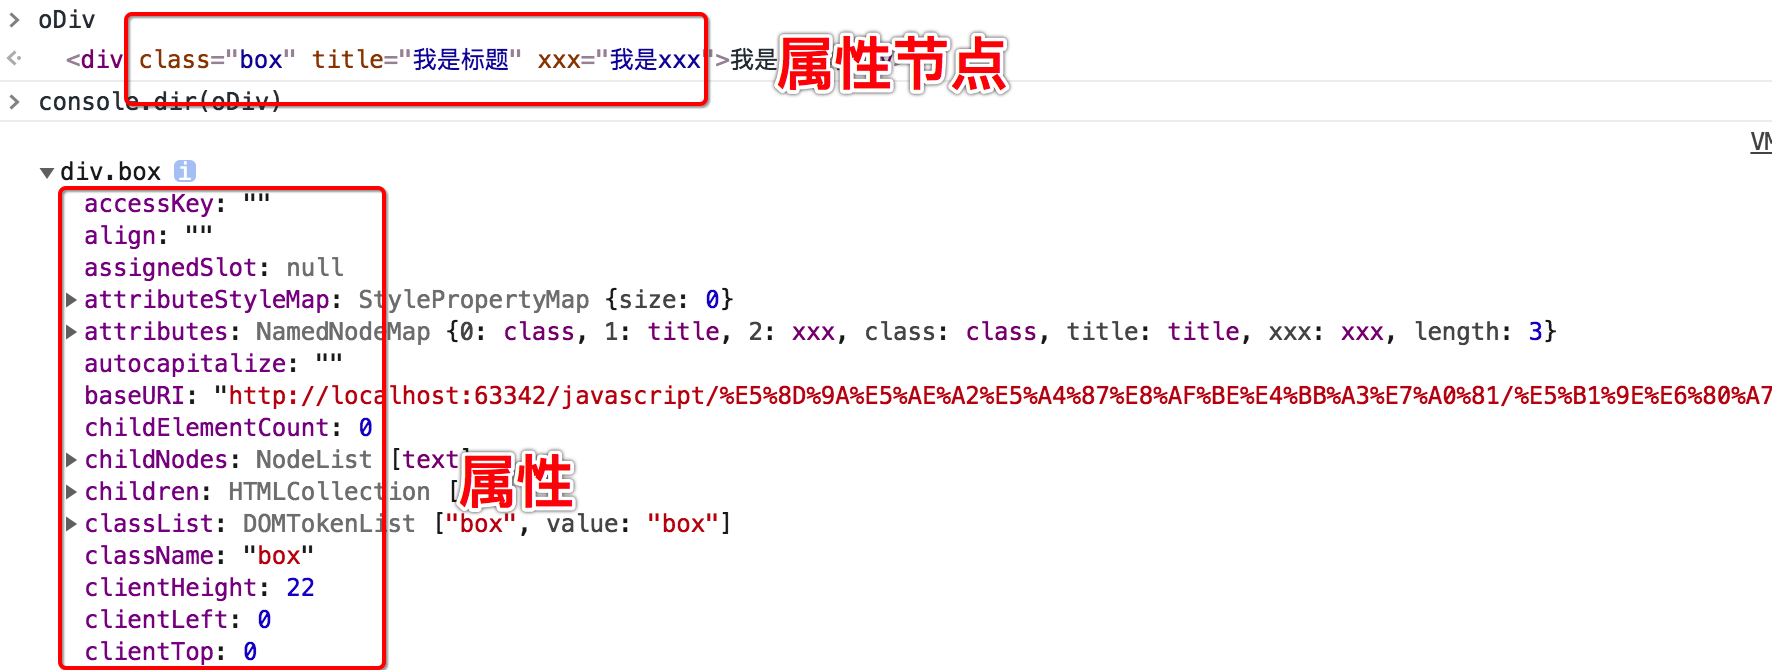 oDiv
<div class="box" title="我是标题" xxx="我是xxx">我是
属性节点
console.dir(oDiv)
VM
div.box i
accessKey: ""
align: ""
assignedSlot: null
attributeStyleMap: StylePropertyMap {size: 0}
attributes: NamedNodeMap {0: class, 1: title, 2: xxx, class: class, title: title, xxx: xxx, length: 3}
autocapitalize: ""
baseURI: "http://localhost:63342/javascript/%E5%8D%9A%E5%AE%A2%E5%A4%87%E8%AF%BE%E4%BB%A3%E7%A0%81/%E5%B1%9E%E6%80%A7
childElementCount: 0
childNodes: NodeList [text]
children: HTMLCollection [
属性
classList: DOMTokenList ["box", value: "box"]
className: "box"
clientHeight: 22
clientLeft: 0
clientTop: 0